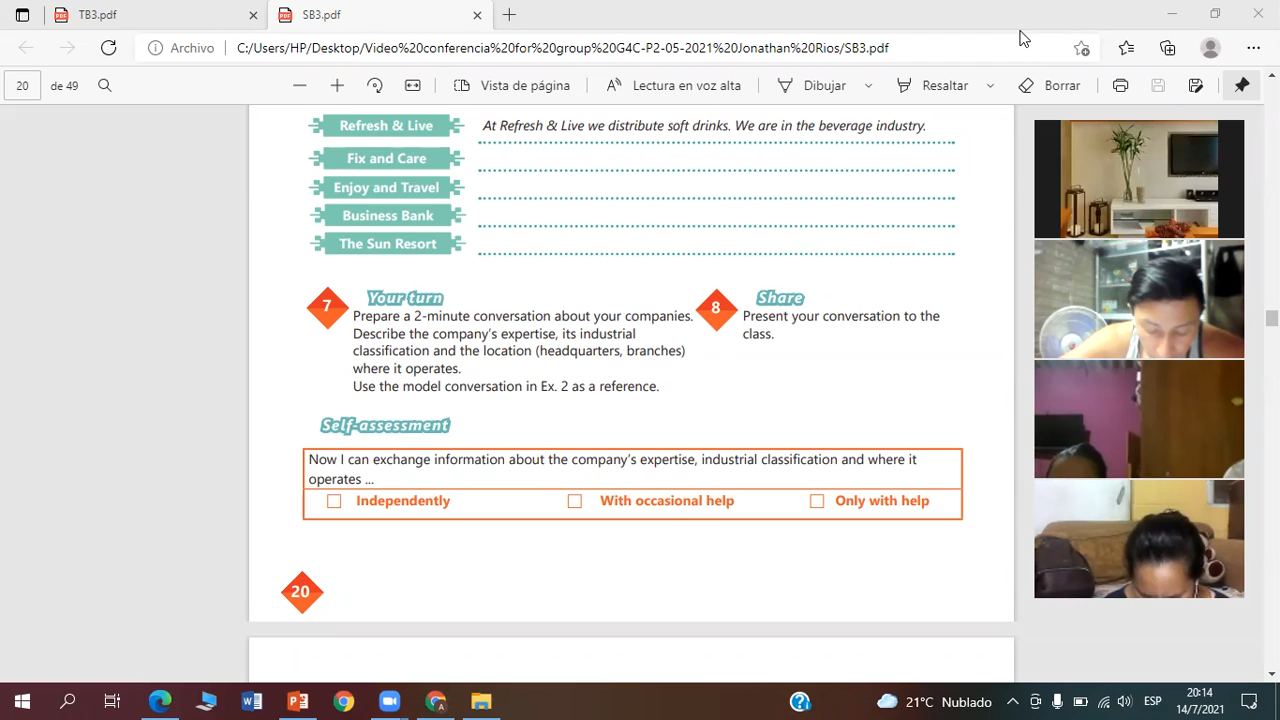 TB3.pdf
SB3.pdf
Archivo
C:/Users/HP/Desktop/Video%20conferencia%20for%20group%20G4C-P2-05-2021%20Jonathan%20Rios/SB3.pdf
20
de 49
Vista de página
Lectura en voz alta
Dibujar
Resaltar
Borrar
Refresh & Live
At Refresh & Live we distribute soft drinks. We are in the beverage industry.
Fix and Care
Enjoy and Travel
Business Bank
The Sun Resort
7
Your turn
Prepare a 2-minute conversation about your companies.
Describe the company's expertise, its industrial
classification and the location (headquarters, branches)
where it operates.
Use the model conversation in Ex. 2 as a reference.
8
Share
Present your conversation to the
class.
Self-assessment
Now I can exchange information about the company's expertise, industrial classification and where it
operates ...
Independently
With occasional help
Only with help
20
21°C Nublado
ESP
20:14
14/7/2021